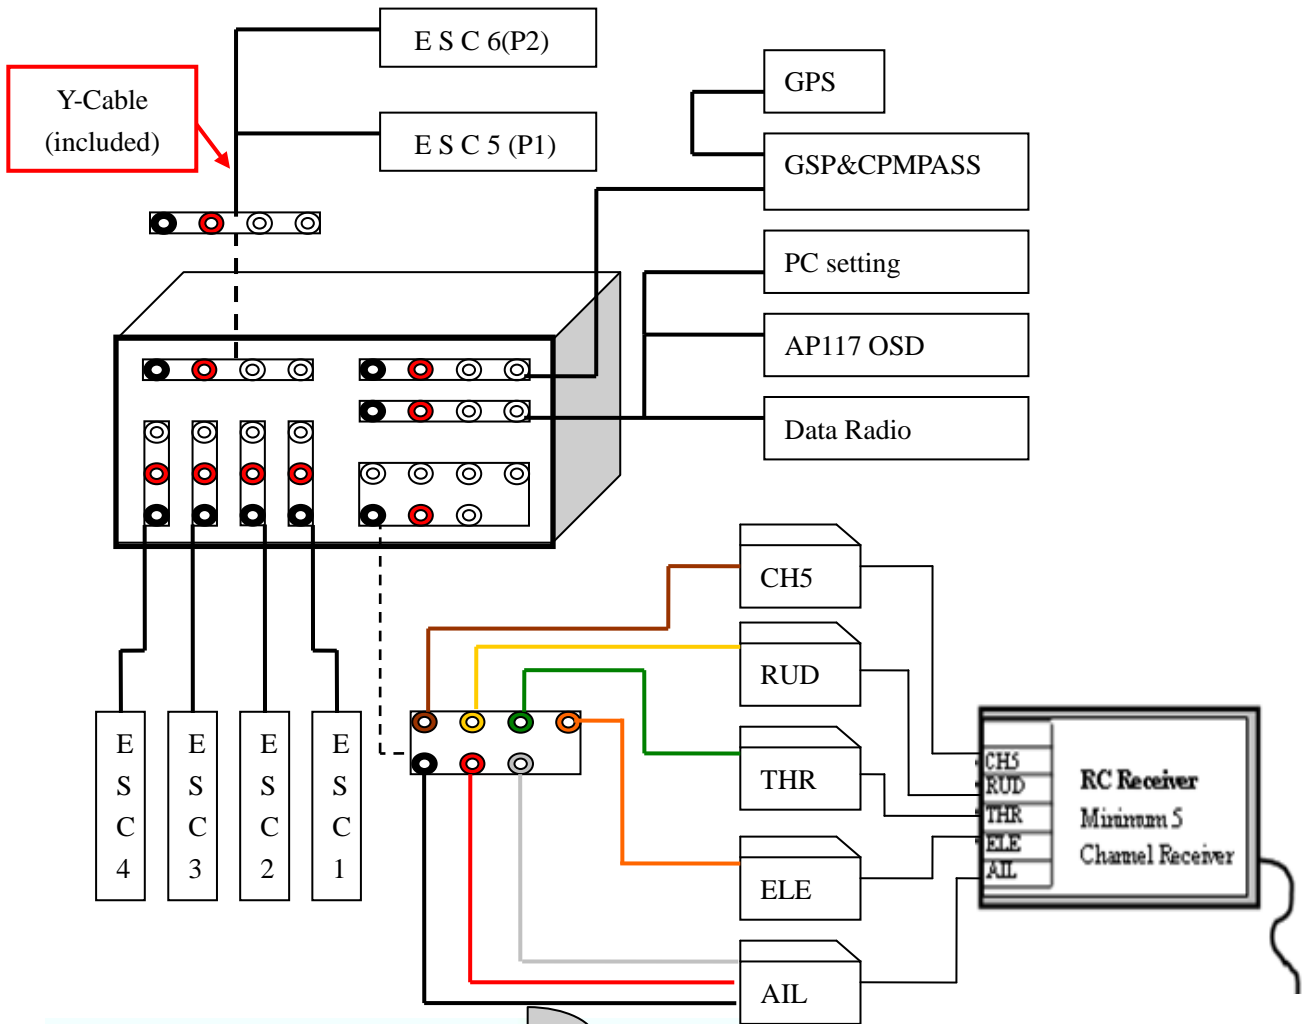 E S C 6(P2)
Y-Cable
(included)
E S C 5 (P1)
GPS
GSP&CPMPASS
PC setting
AP117 OSD
Data Radio
CH5
RUD
THR
ELE
AIL
E
S
C
4
E
S
C
3
E
S
C
2
E
S
C
1
CH5
RUD
THR
ELE
AIL
RC Receiver
Minimum 5
Channel Receiver